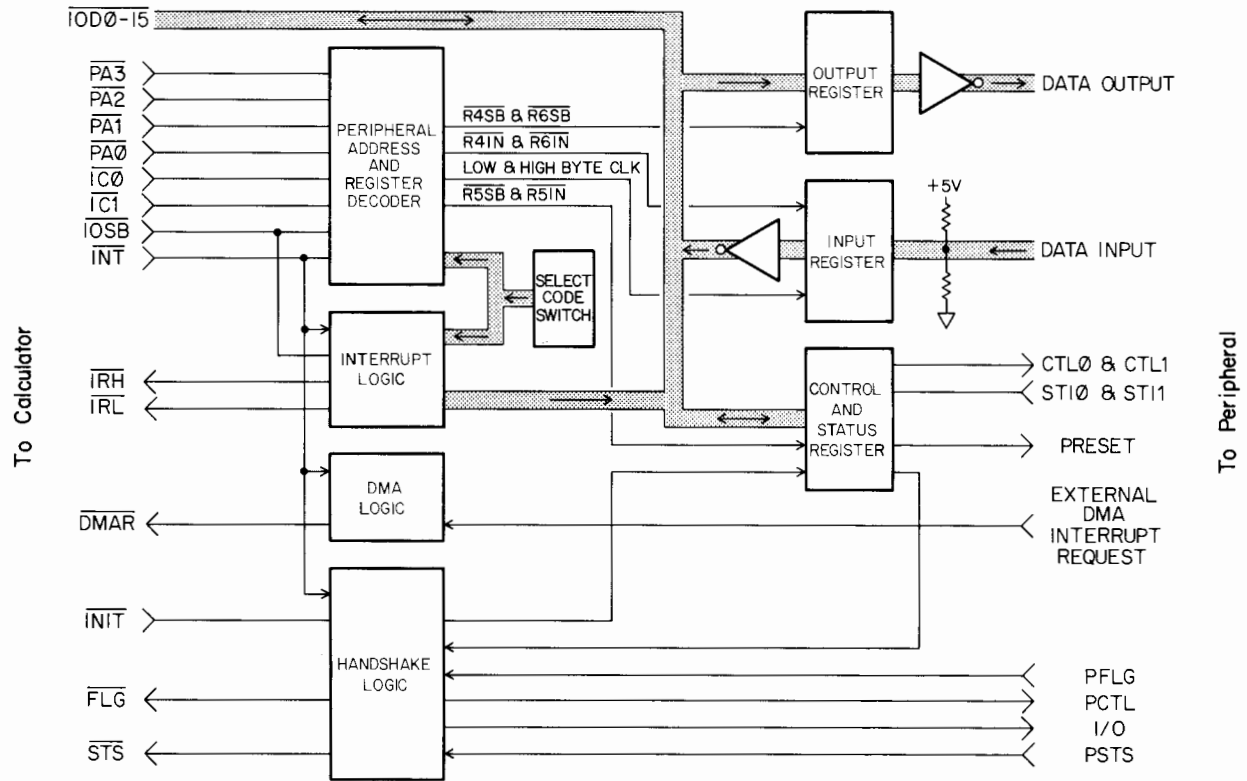 IODØ-15
PA3
PA2
PA1
PAØ
ICØ
IC1
IOSB
INT
IRH
IRL
DMAR
INIT
FLG
STS
To Calculator
PERIPHERAL
ADDRESS
AND
REGISTER
DECODER
R4SB & R6SB
R4IN & R6IN
LOW & HIGH BYTE CLK
R5SB & R5IN
SELECT
CODE
SWITCH
INTERRUPT
LOGIC
DMA
LOGIC
HANDSHAKE
LOGIC
OUTPUT
REGISTER
INPUT
REGISTER
+5V
CONTROL
AND
STATUS
REGISTER
DATA OUTPUT
DATA INPUT
CTLØ & CTL1
STIØ & STI1
PRESET
EXTERNAL
DMA
INTERRUPT
REQUEST
PFLG
PCTL
I/O
PSTS
To Peripheral